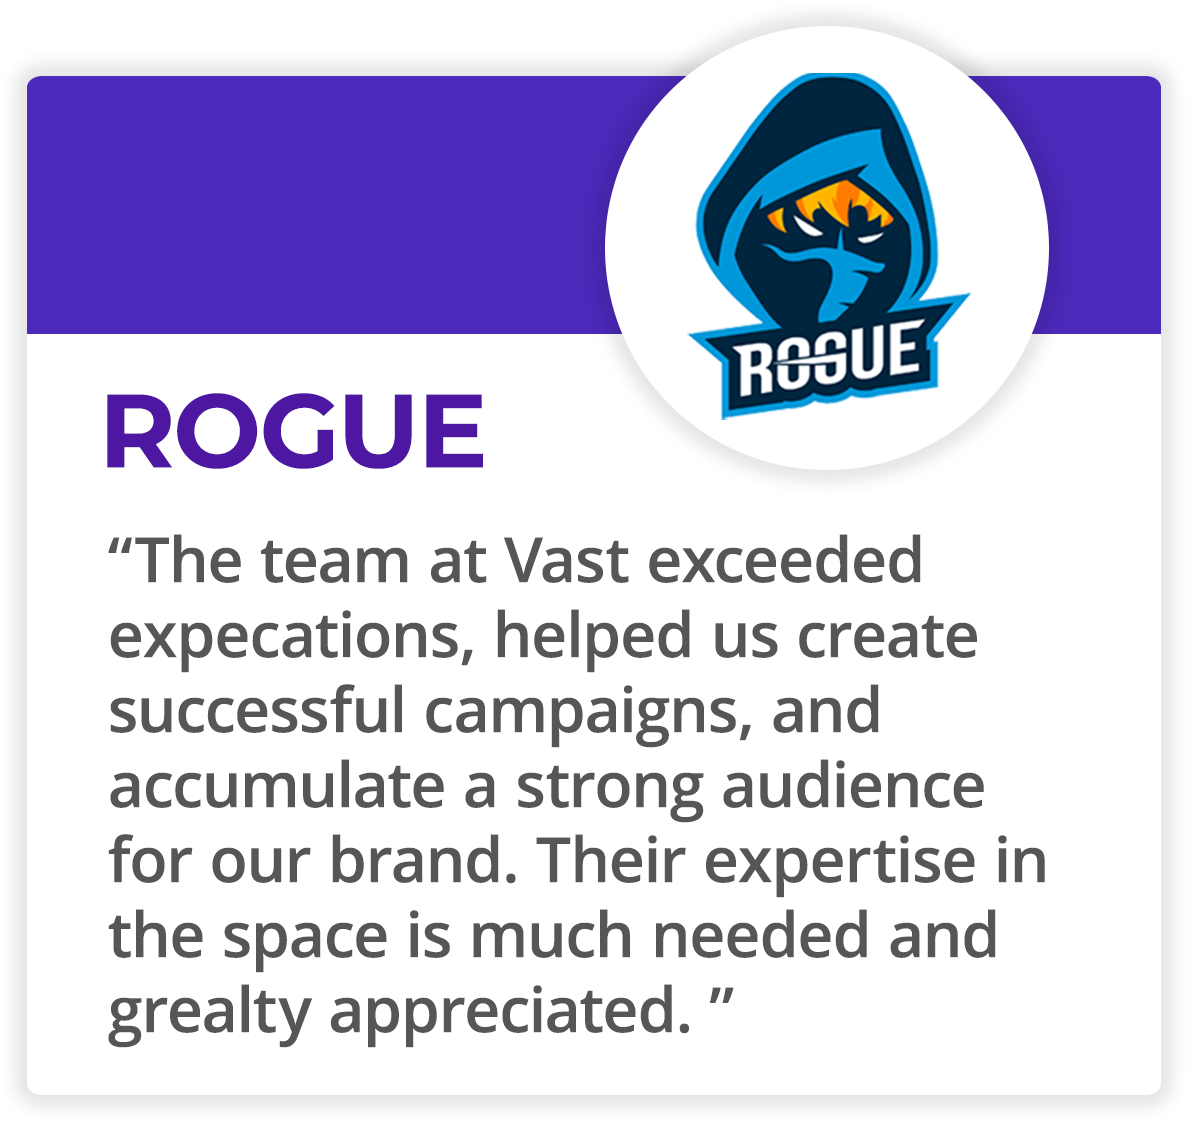 ROGUE
ROGUE
“The team at Vast exceeded
expecations, helped us create
successful campaigns, and
accumulate a strong audience
for our brand. Their expertise in
the space is much needed and
grealty appreciated. ”